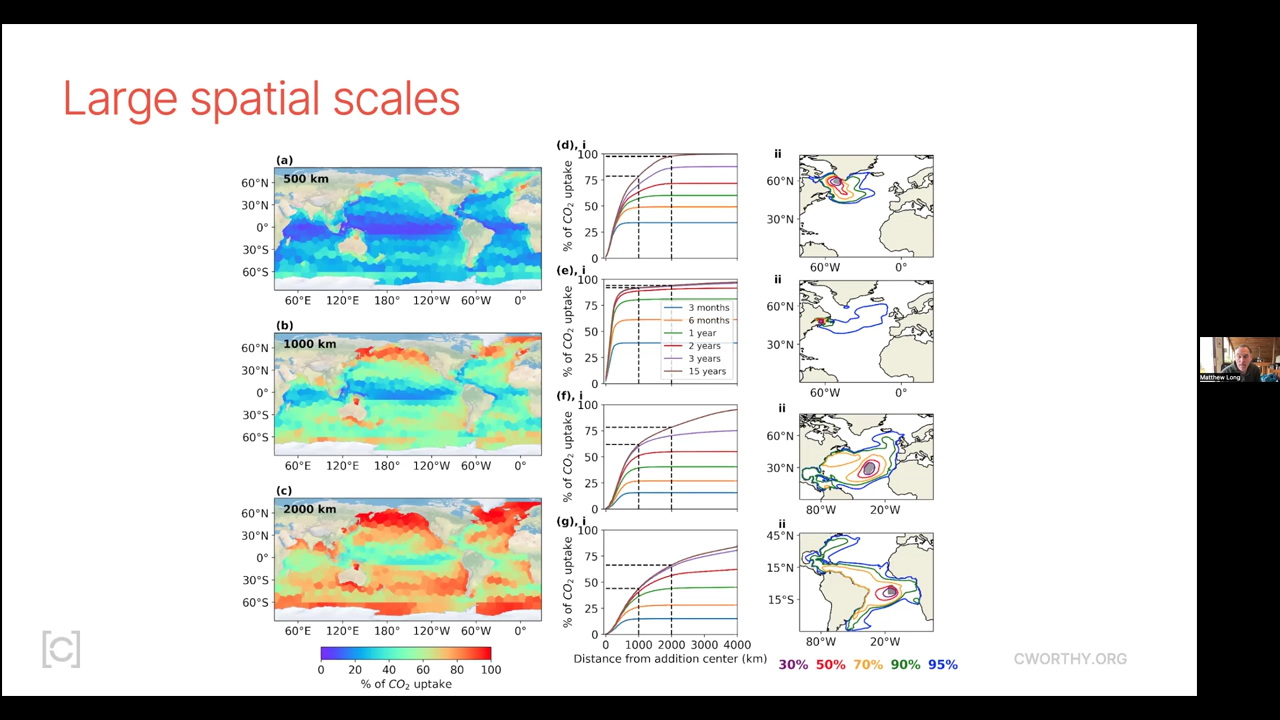 Large spatial scales
(a)
500 km
60°N
30°N
0°
30°S
60°S
60°E 120°E 120°W 60°W 0°
(b)
1000 km
60°N
30°N
0°
30°S
60°S
60°E 120°E 120°W 60°W 0°
(c)
2000 km
60°N
30°N
0°
30°S
60°S
60°E 120°E 120°W 60°W 0°
0 20 40 60 80 100
% of CO₂ uptake
(d), i
% of CO₂ uptake
100
75
50
25
0
ii
60°N
30°N
60°W 0°
(e), i
% of CO₂ uptake
100
75
50
25
0
3 months
6 months
1 year
2 years
3 years
15 years
ii
60°N
30°N
60°W 0°
(f), i
% of CO₂ uptake
100
75
50
25
0
ii
60°N
30°N
80°W 20°W
(g), i
% of CO₂ uptake
100
75
50
25
0
0 1000 2000 3000 4000
Distance from addition center (km)
ii
45°N
15°N
15°S
80°W 20°W
30% 50% 70% 90% 95%
CWORTHY.ORG
Matthew Long